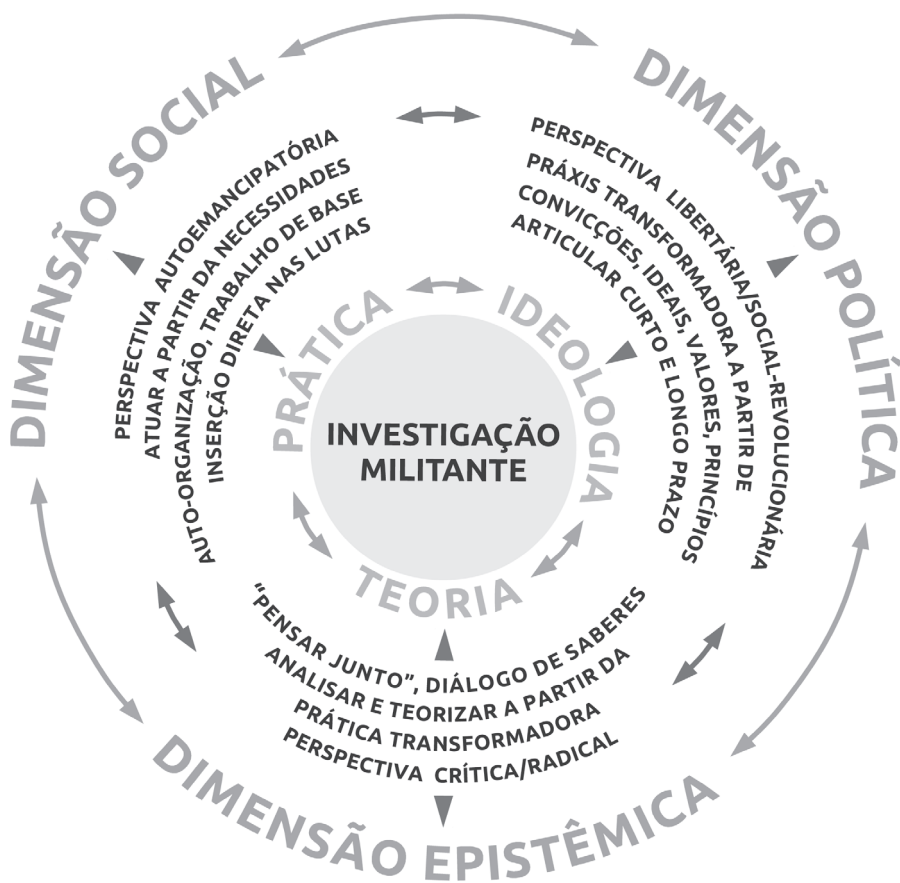 DIMENSÃO SOCIAL
PERSPECTIVA AUTOEMANCIPATÓRIA
ATUAR A PARTIR DA NECESSIDADES
AUTO-ORGANIZAÇÃO, TRABALHO DE BASE
INSERÇÃO DIRETA NAS LUTAS
PRÁTICA
DIMENSÃO POLÍTICA
PERSPECTIVA LIBERTÁRIA/SOCIAL-REVOLUCIONÁRIA
PRÁXIS TRANSFORMADORA A PARTIR DE
CONVICÇÕES, IDEAIS, VALORES, PRINCÍPIOS
ARTICULAR CURTO E LONGO PRAZO
IDEOLOGIA
INVESTIGAÇÃO
MILITANTE
TEORIA
“PENSAR JUNTO”, DIÁLOGO DE SABERES
ANALISAR E TEORIZAR A PARTIR DA
PRÁTICA TRANSFORMADORA
PERSPECTIVA CRÍTICA/RADICAL
DIMENSÃO EPISTÊMICA